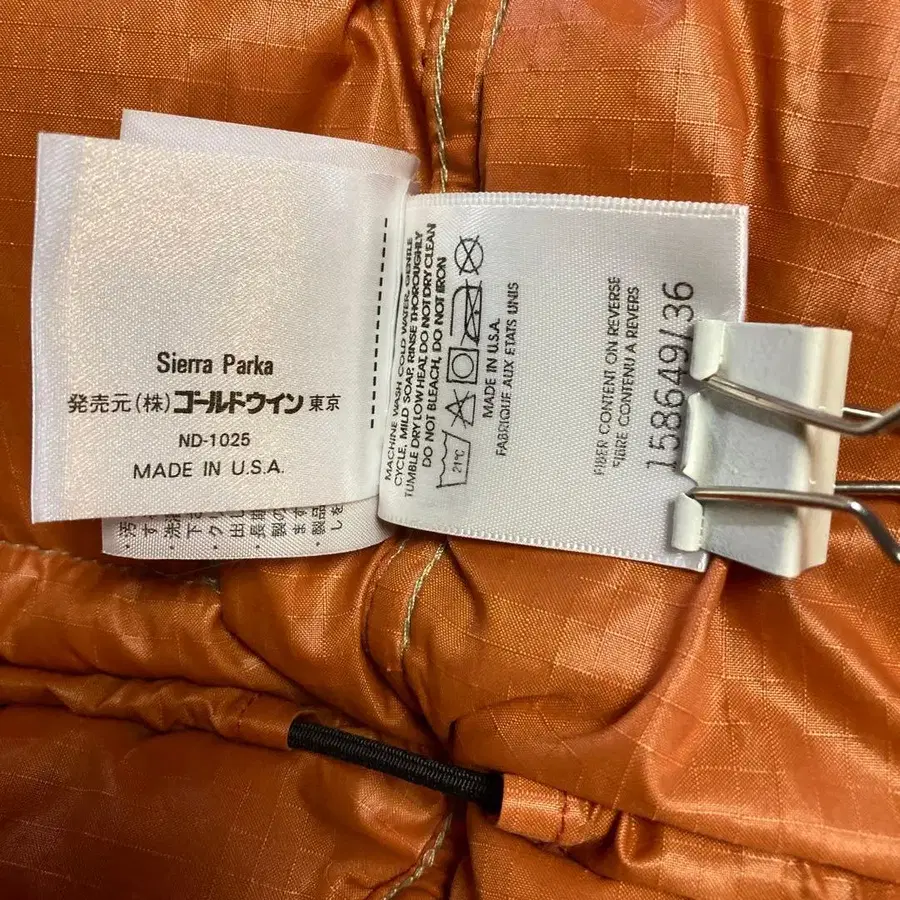 Sierra Parka
発売元(株)ゴールドウイン 東京
ND-1025
MADE IN U.S.A.
MACHINE WASH COLD WATER, GENTLE
CYCLE, MILD SOAP, RINSE THOROUGHLY
TUMBLE DRY LOW HEAT, DO NOT DRY CLEAN
DO NOT BLEACH, DO NOT IRON
21°C
MADE IN U.S.A.
FABRIQUE AUX ETATS UNIS
FIBER CONTENT ON REVERSE
FIBRE CONTENU A REVERS
158649/36